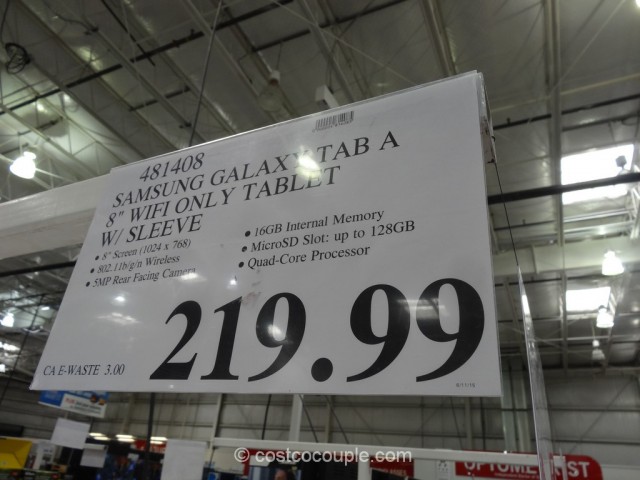 481408
SAMSUNG GALAXY TAB A
8" WIFI ONLY TABLET
W/ SLEEVE
• 8" Screen (1024 x 768)
• 802.11b/g/n Wireless
• 5MP Rear Facing Camera
• 16GB Internal Memory
• MicroSD Slot: up to 128GB
• Quad-Core Processor
CA E-WASTE 3.00
219.99
© costcocouple.com